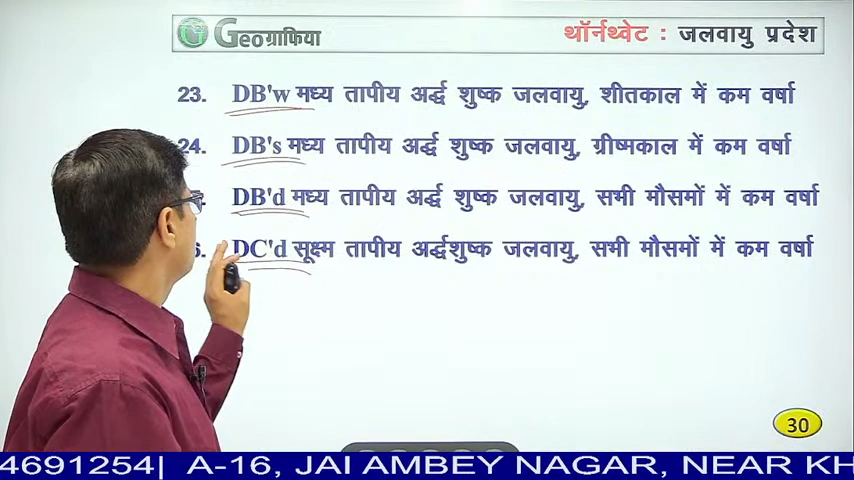 Geoग्राफिया
थॉर्नथ्वेट : जलवायु प्रदेश
23. DB'w मध्य तापीय अर्द्ध शुष्क जलवायु, शीतकाल में कम वर्षा
24. DB's मध्य तापीय अर्द्ध शुष्क जलवायु, ग्रीष्मकाल में कम वर्षा
DB'd मध्य तापीय अर्द्ध शुष्क जलवायु, सभी मौसमों में कम वर्षा
DC'd सूक्ष्म तापीय अर्द्धशुष्क जलवायु, सभी मौसमों में कम वर्षा
30
4691254| A-16, JAI AMBEY NAGAR, NEAR KH